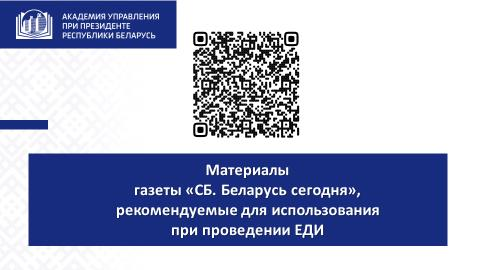 АКАДЕМИЯ УПРАВЛЕНИЯ
ПРИ ПРЕЗИДЕНТЕ
РЕСПУБЛИКИ БЕЛАРУСЬ
Материалы
газеты «СБ. Беларусь сегодня»,
рекомендуемые для использования
при проведении ЕДИ